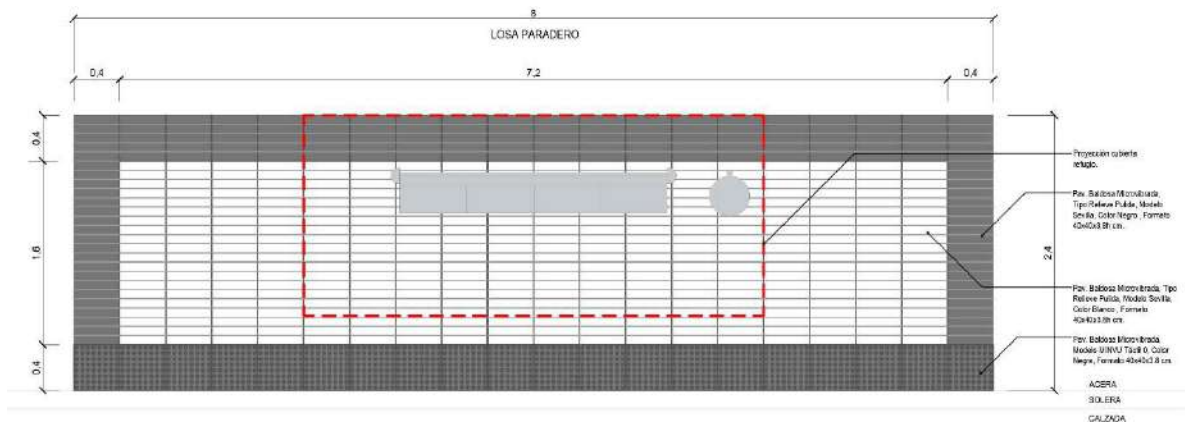 8
LOSA PARADERO
0,4
7,2
0,4
0,4
1,6
0,4
2,4
Proyección cubierta
refugio.
Pav. Baldosa Microvibrada,
Tipo Relieve Pulida, Modelo
Sevilla, Color Negro, Formato
40x40x3.8h cm.
Pav. Baldosa Microvibrada, Tipo
Relieve Pulida, Modelo Sevilla,
Color Blanco, Formato
40x40x3.8h cm.
Pav. Baldosa Microvibrada
Modelo MINVU Táctil 0, Color
Negro, Formato 40x40x3.8 cm.
ACERA
SOLERA
CALZADA